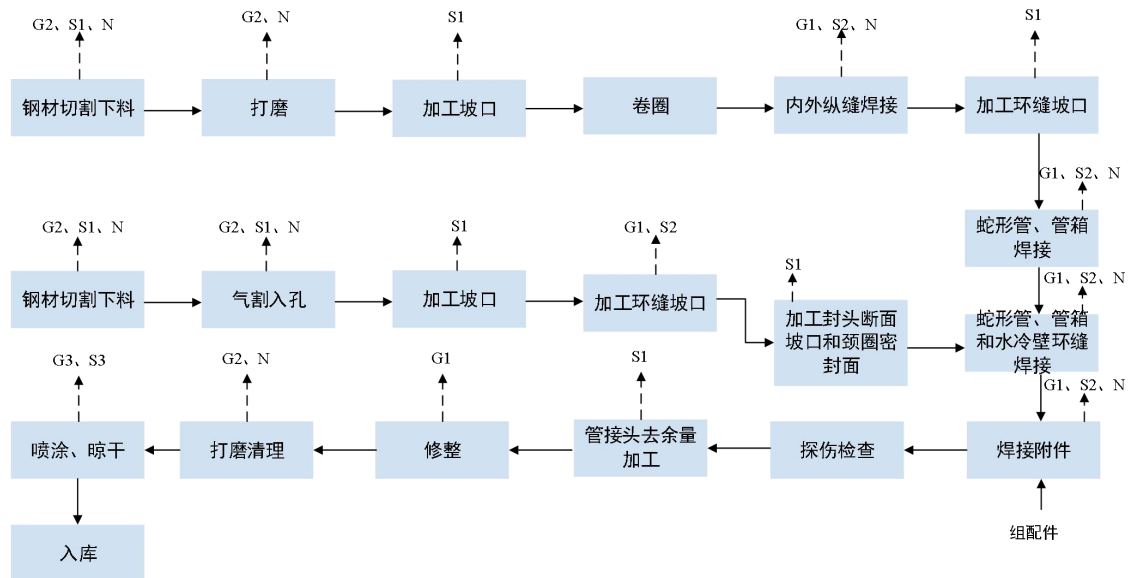 G2、S1、N
G2、N
S1
G1、S2、N
S1
钢材切割下料
打磨
加工坡口
卷圈
内外纵缝焊接
加工环缝坡口
G1、S2、N
蛇形管、管箱
焊接
G2、S1、N
G2、S1、N
S1
G1、S2
S1
G1、S2、N
钢材切割下料
气割入孔
加工坡口
加工环缝坡口
加工封头断面
坡口和颈圈密
封面
蛇形管、管箱
和水冷壁环缝
焊接
G3、S3
G2、N
G1
S1
G1、S2、N
喷涂、晾干
打磨清理
修整
管接头去余量
加工
探伤检查
焊接附件
组配件
入库